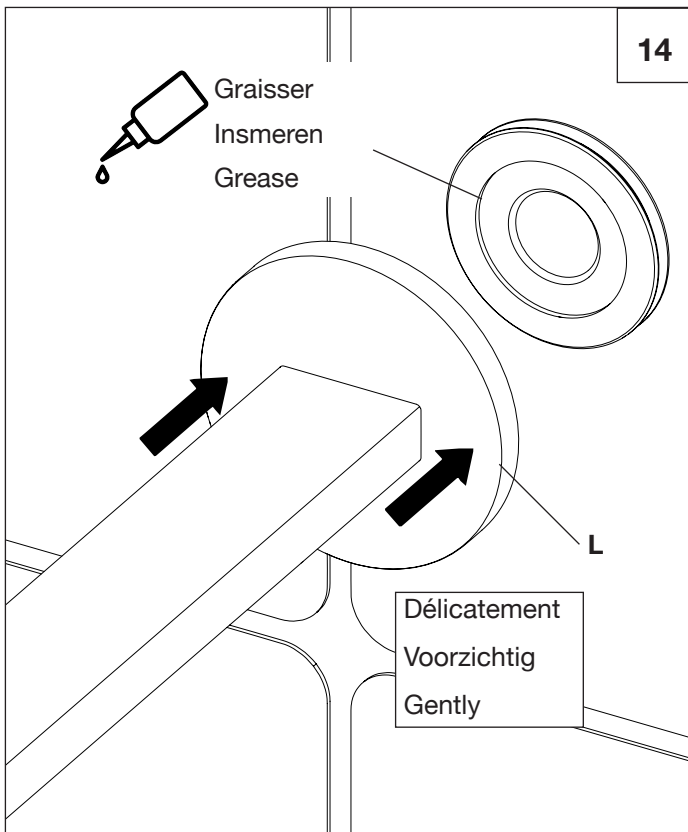 14
Graisser
Insmeren
Grease
L
Délicatement
Voorzichtig
Gently